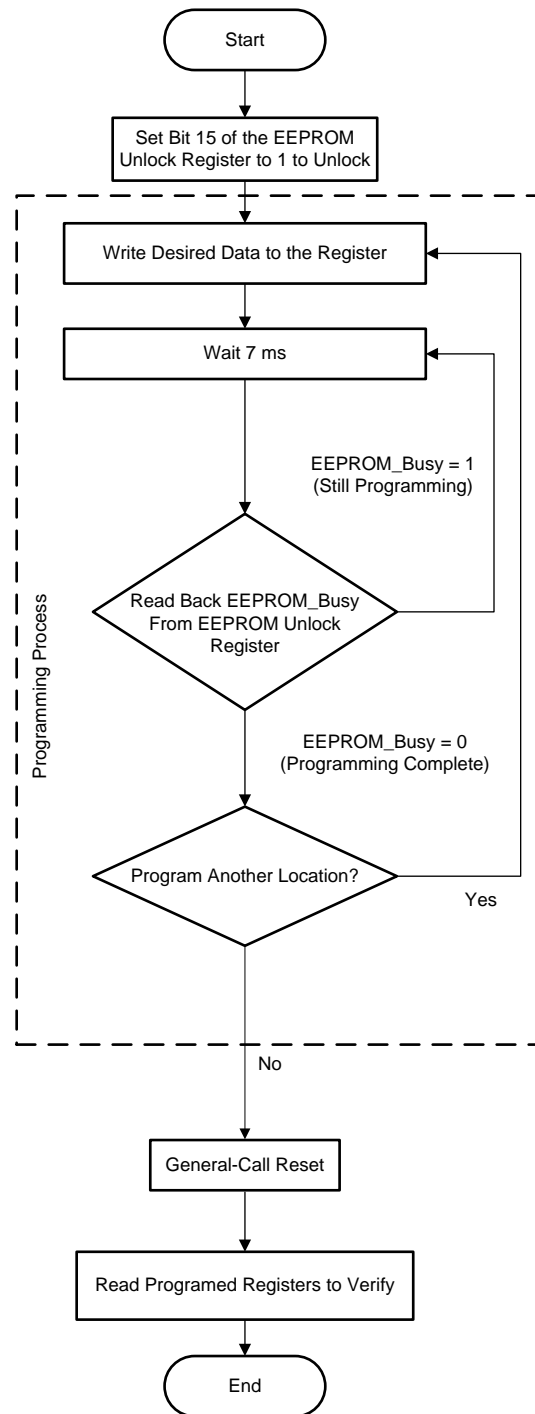 Start
Set Bit 15 of the EEPROM
Unlock Register to 1 to Unlock
Write Desired Data to the Register
Wait 7 ms
EEPROM_Busy = 1
(Still Programming)
Read Back EEPROM_Busy
From EEPROM Unlock
Register
Programming Process
EEPROM_Busy = 0
(Programming Complete)
Program Another Location?
Yes
No
General-Call Reset
Read Programed Registers to Verify
End